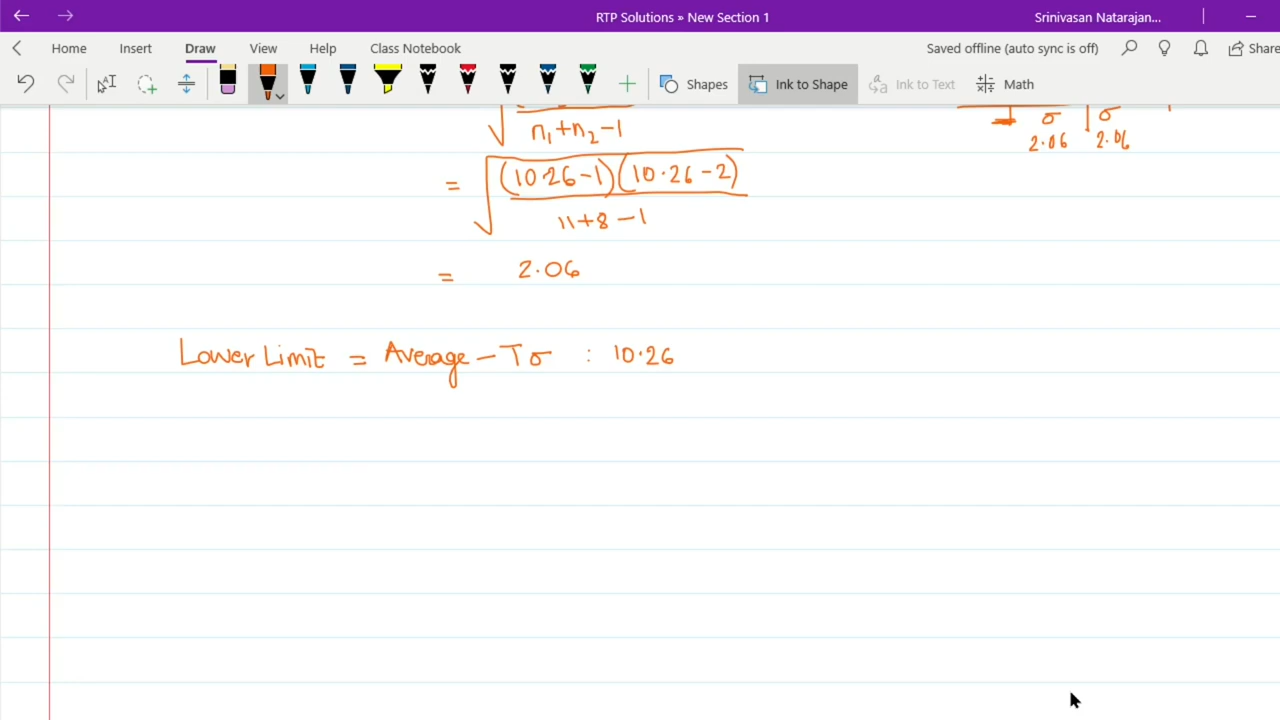 RTP Solutions » New Section 1
Srinivasan Natarajan...
Home Insert Draw View Help Class Notebook
Saved offline (auto sync is off)
Share
Shapes Ink to Shape Ink to Text Math
n₁+n₂-1
σ σ
2.06 2.06
= √(10.26-1)(10.26-2)
11+8-1
= 2.06
Lower Limit = Average - Tσ : 10.26